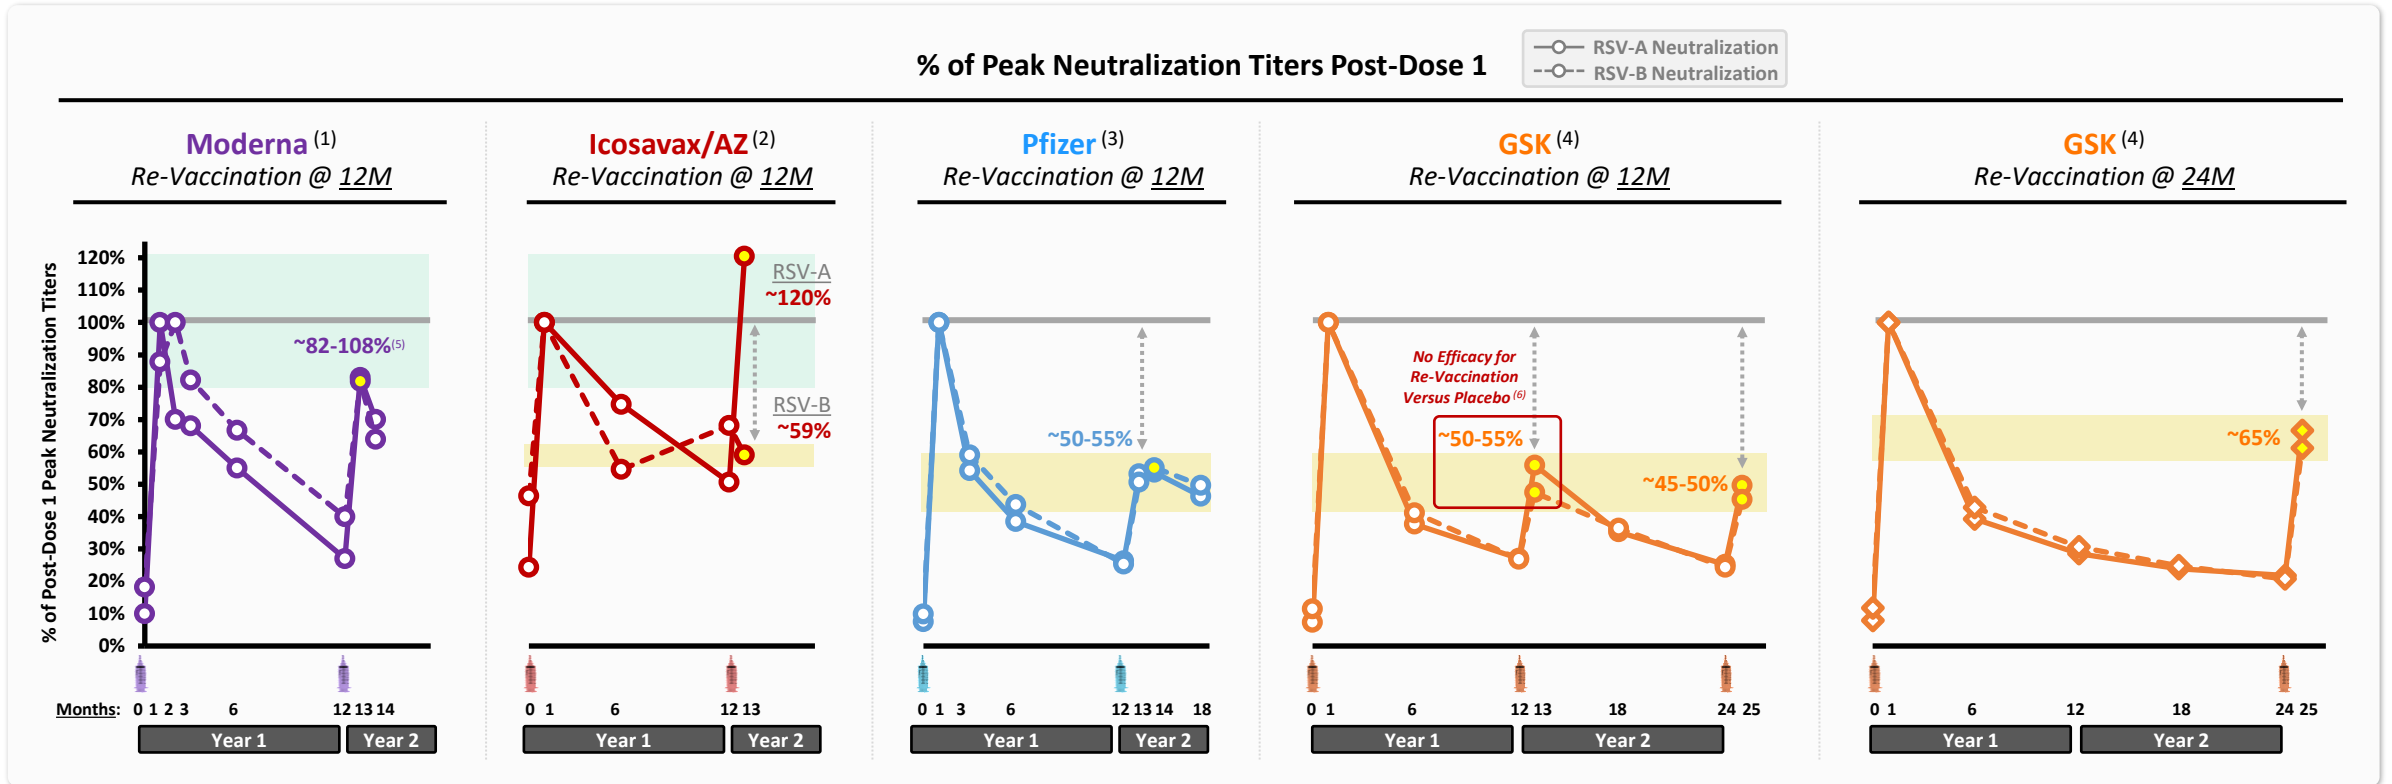 % of Peak Neutralization Titers Post-Dose 1
RSV-A Neutralization
RSV-B Neutralization
Moderna (1)
Re-Vaccination @ 12M
Icosavax/AZ (2)
Re-Vaccination @ 12M
Pfizer (3)
Re-Vaccination @ 12M
GSK (4)
Re-Vaccination @ 12M
GSK (4)
Re-Vaccination @ 24M
% of Post-Dose 1 Peak Neutralization Titers
120%
110%
100%
90%
80%
70%
60%
50%
40%
30%
20%
10%
0%
~82-108%(5)
RSV-A
~120%
RSV-B
~59%
~50-55%
No Efficacy for
Re-Vaccination
Versus Placebo (6)
~50-55%
~45-50%
~65%
Months: 0 1 2 3 6 12 13 14
0 1 6 12 13
0 1 3 6 12 13 14 18
0 1 6 12 13 18 24 25
0 1 6 12 18 24 25
Year 1 Year 2
Year 1 Year 2
Year 1 Year 2
Year 1 Year 2
Year 1 Year 2